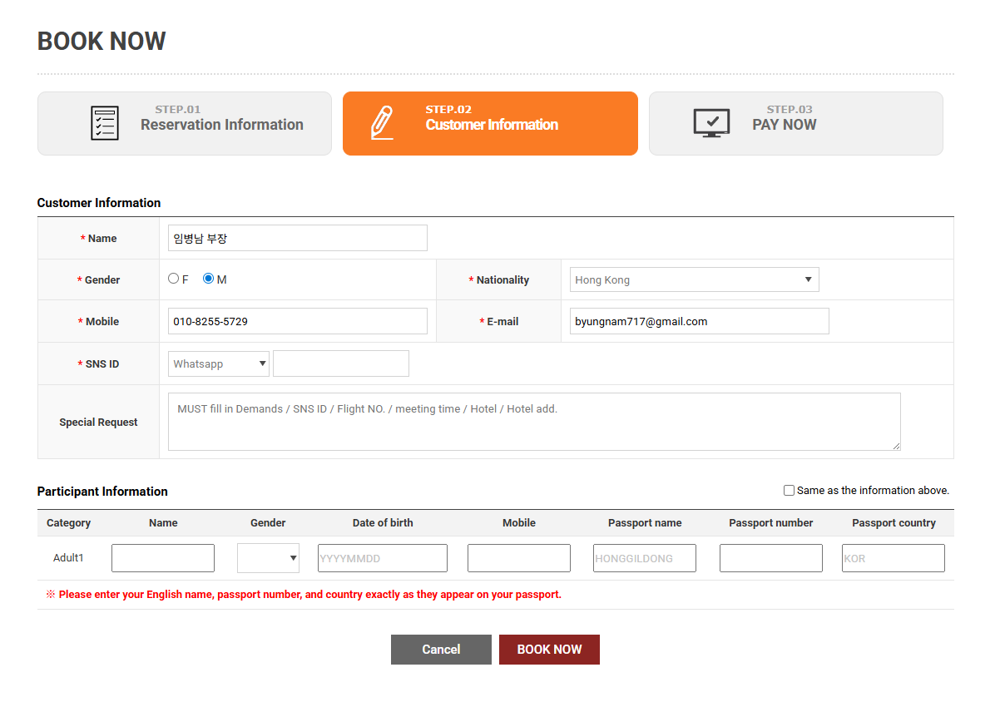 BOOK NOW
STEP.01
Reservation Information
STEP.02
Customer Information
STEP.03
PAY NOW
Customer Information
* Name 임병남 부장
* Gender F M * Nationality Hong Kong
* Mobile 010-8255-5729 * E-mail byungnam717@gmail.com
* SNS ID Whatsapp
Special Request MUST fill in Demands / SNS ID / Flight NO. / meeting time / Hotel / Hotel add.
Participant Information Same as the information above.
Category Name Gender Date of birth Mobile Passport name Passport number Passport country
Adult1 YYYYMMDD HONGGILDONG KOR
※ Please enter your English name, passport number, and country exactly as they appear on your passport.
Cancel BOOK NOW